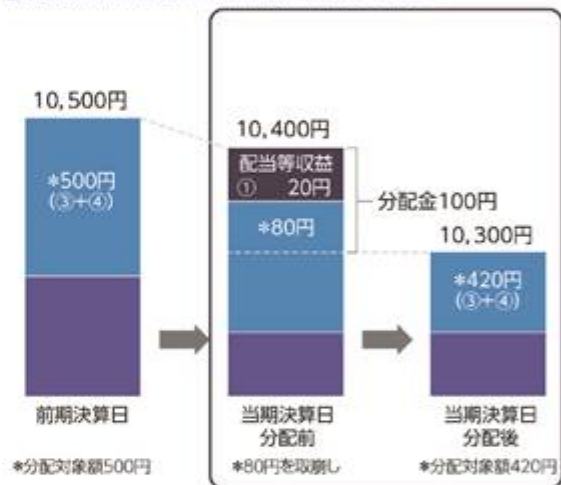 10,500円
*500円
(③+④)
前期決算日
*分配対象額500円
10,400円
配当等収益
① 20円
*80円
分配金100円
当期決算日
分配前
*80円を取崩し
10,300円
*420円
(③+④)
当期決算日
分配後
*分配対象額420円